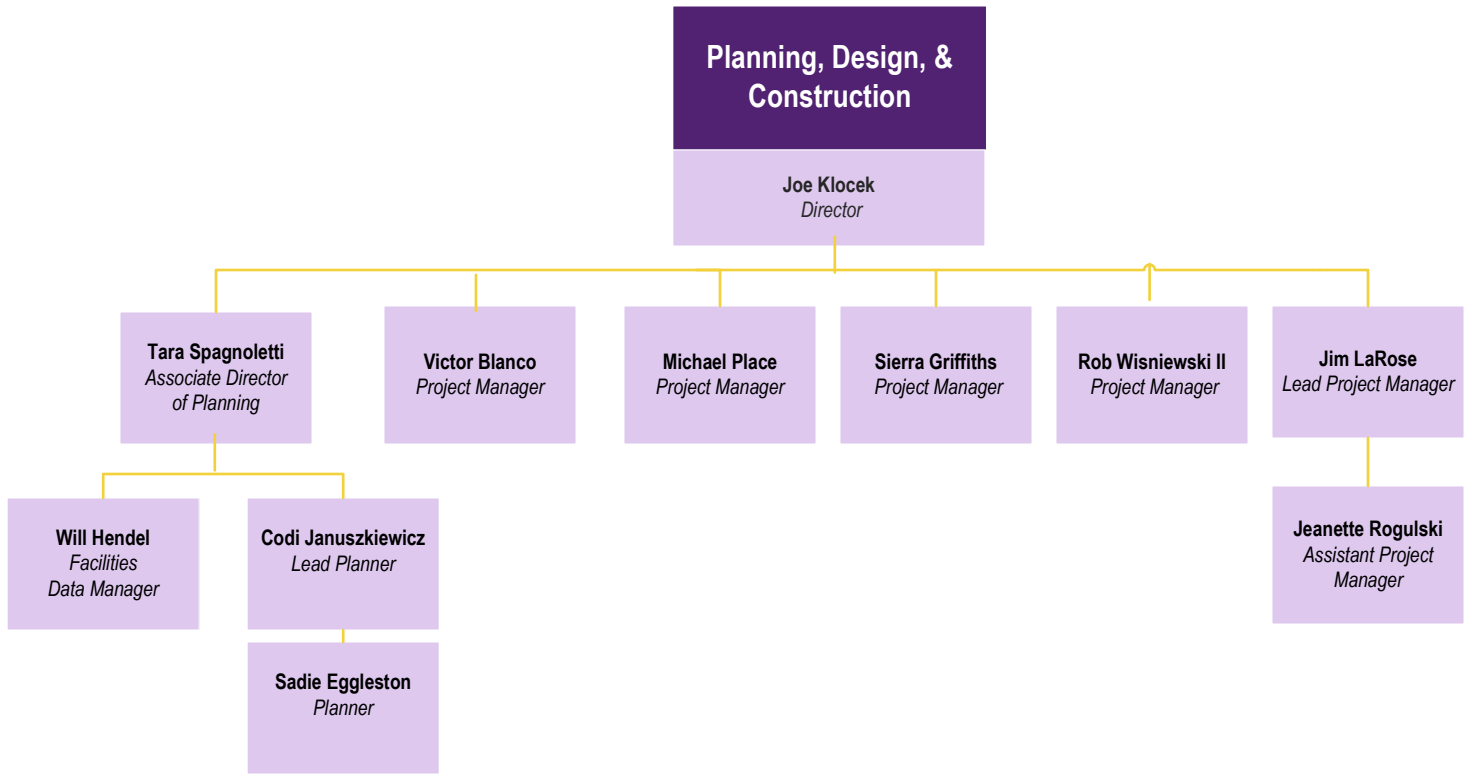 Planning, Design, &
Construction
Joe Klocek
Director
Tara Spagnoletti
Associate Director
of Planning
Victor Blanco
Project Manager
Michael Place
Project Manager
Sierra Griffiths
Project Manager
Rob Wisniewski II
Project Manager
Jim LaRose
Lead Project Manager
Will Hendel
Facilities
Data Manager
Codi Januszkiewicz
Lead Planner
Jeanette Rogulski
Assistant Project
Manager
Sadie Eggleston
Planner